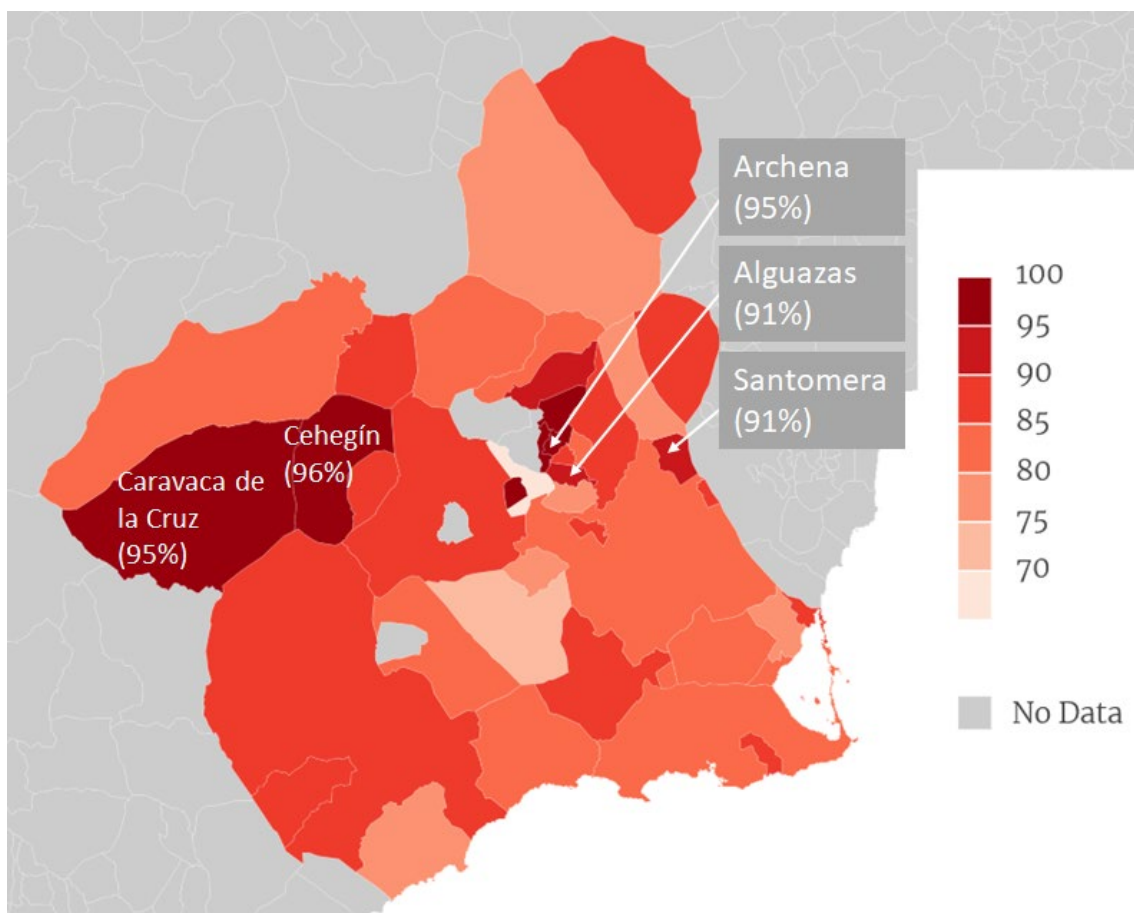 Archena
(95%)
Alguazas
(91%)
Santomera
(91%)
Cehegín
(96%)
Caravaca de
la Cruz
(95%)
100
95
90
85
80
75
70
No Data